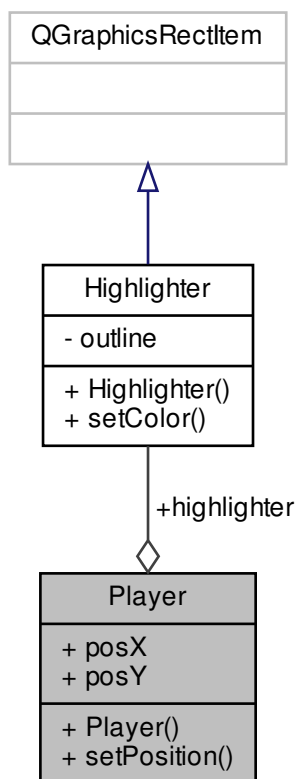 QGraphicsRectItem
Highlighter
- outline
+ Highlighter()
+ setColor()
+highlighter
Player
+ posX
+ posY
+ Player()
+ setPosition()